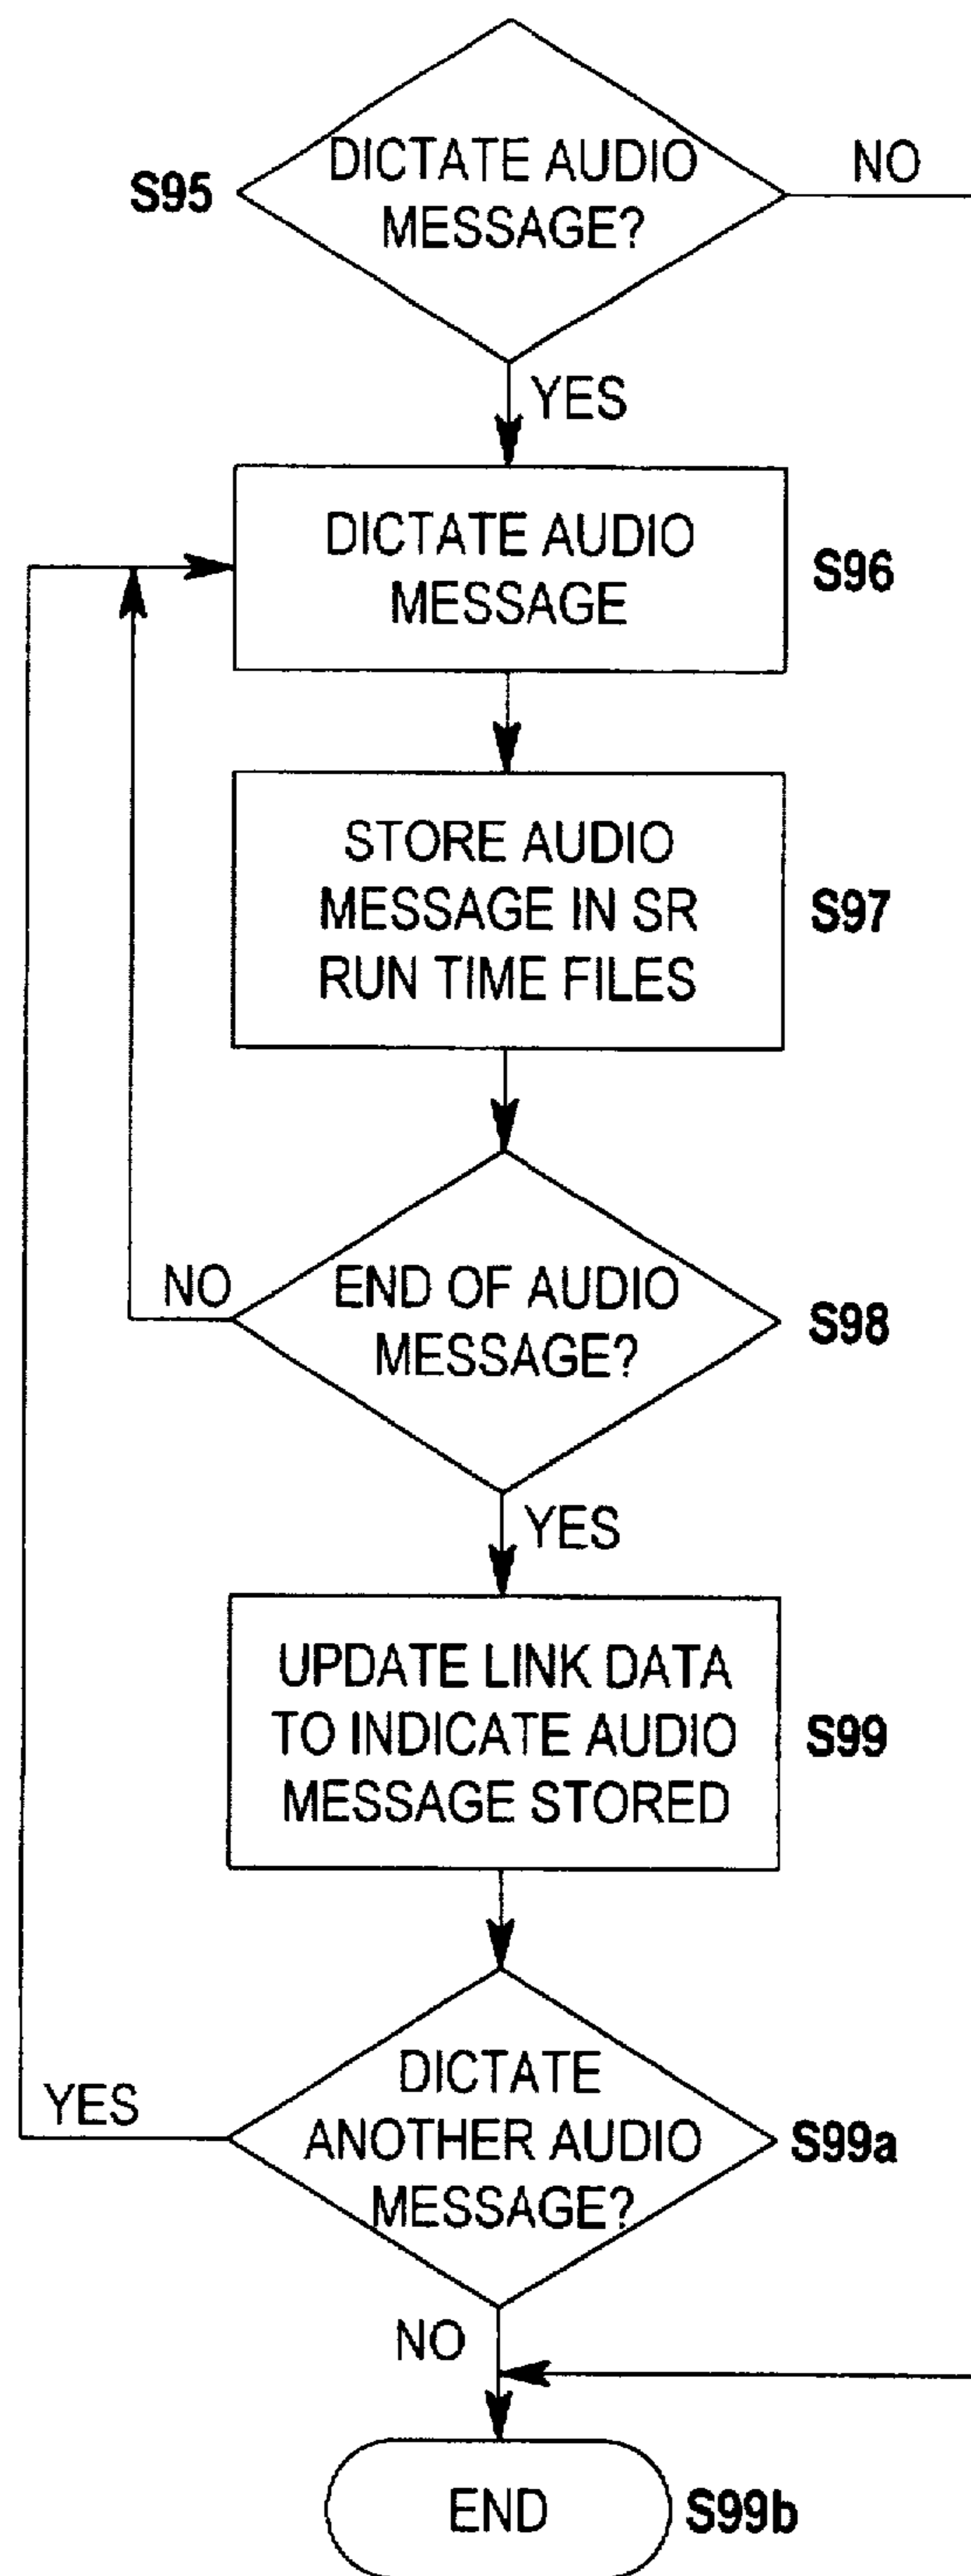 DICTATE AUDIO
MESSAGE?
S95
NO
YES
DICTATE AUDIO
MESSAGE
S96
STORE AUDIO
MESSAGE IN SR
RUN TIME FILES
S97
NO
END OF AUDIO
MESSAGE?
S98
YES
UPDATE LINK DATA
TO INDICATE AUDIO
MESSAGE STORED
S99
YES
DICTATE
ANOTHER AUDIO
MESSAGE?
S99a
NO
END
S99b